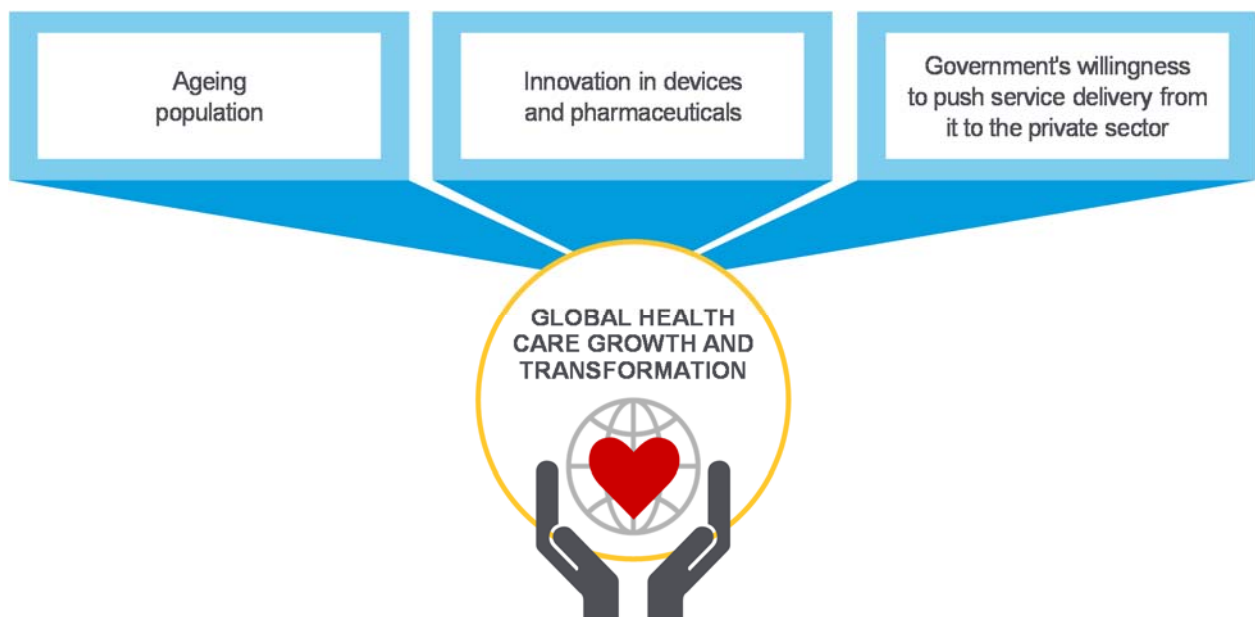 Ageing
population
Innovation in devices
and pharmaceuticals
Government's willingness
to push service delivery from
it to the private sector
GLOBAL HEALTH
CARE GROWTH AND
TRANSFORMATION